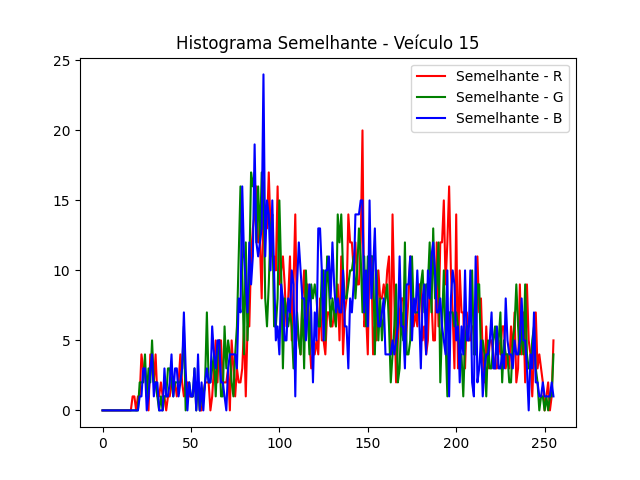 Histograma Semelhante - Veículo 15
25
20
15
10
5
0
0 50 100 150 200 250
Semelhante - R
Semelhante - G
Semelhante - B